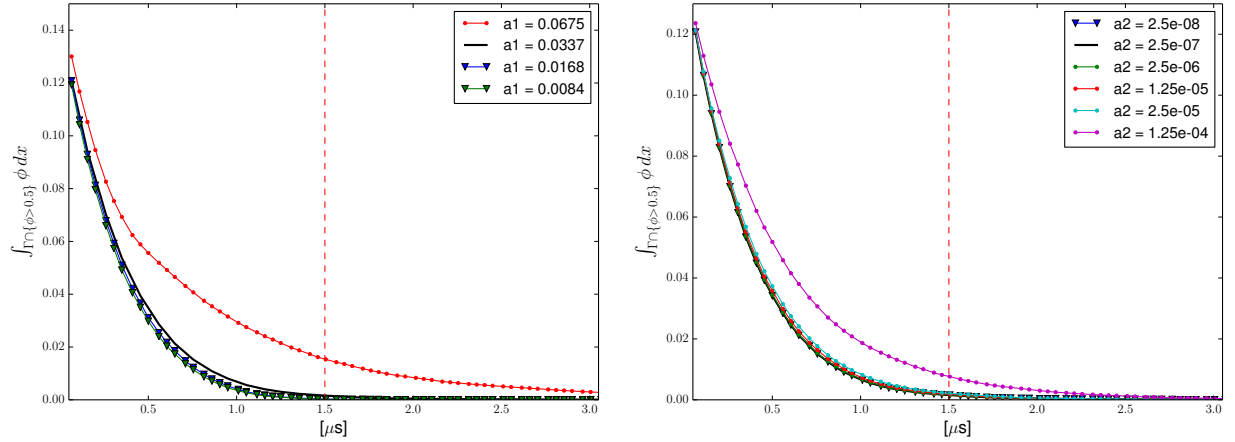 0.14
0.12
0.10
0.08
0.06
0.04
0.02
0.00
0.5
1.0
1.5
2.0
2.5
3.0
∫Γ∩{ϕ>0.5} ϕ dx
[μs]
a1 = 0.0675
a1 = 0.0337
a1 = 0.0168
a1 = 0.0084
0.12
0.10
0.08
0.06
0.04
0.02
0.00
0.5
1.0
1.5
2.0
2.5
3.0
∫Γ∩{ϕ>0.5} ϕ dx
[μs]
a2 = 2.5e-08
a2 = 2.5e-07
a2 = 2.5e-06
a2 = 1.25e-05
a2 = 2.5e-05
a2 = 1.25e-04